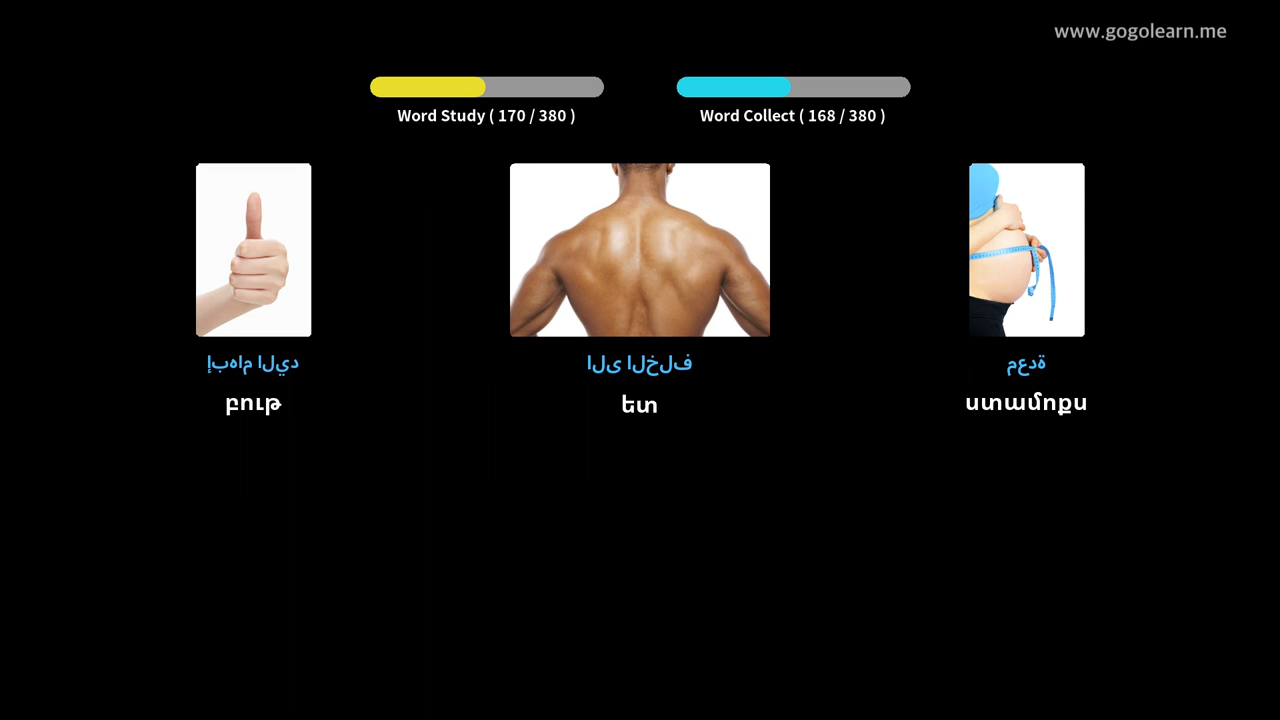 www.gogolearn.me
Word Study ( 170 / 380 )
Word Collect ( 168 / 380 )
إبهام اليد
الى الخلف
معدة
բութ
ետ
ստամոքս